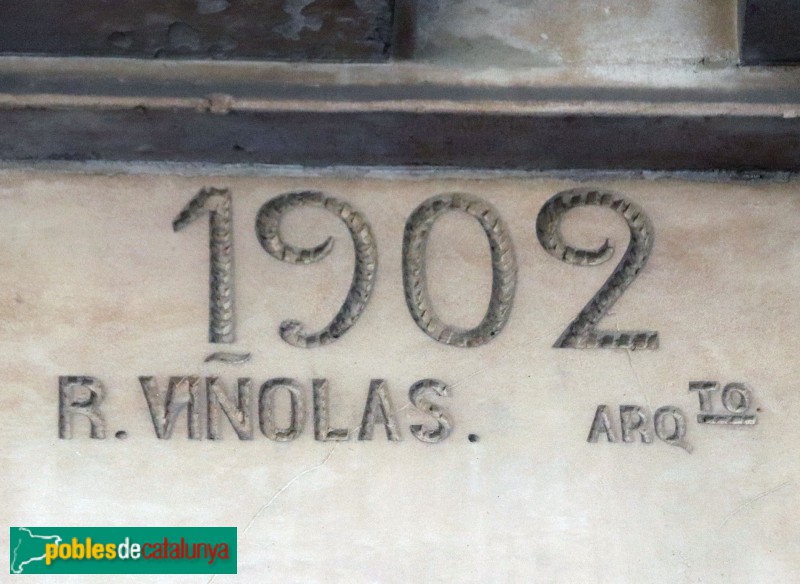 1902
R. VIÑOLAS. ARQTO.
poblesdecatalunya